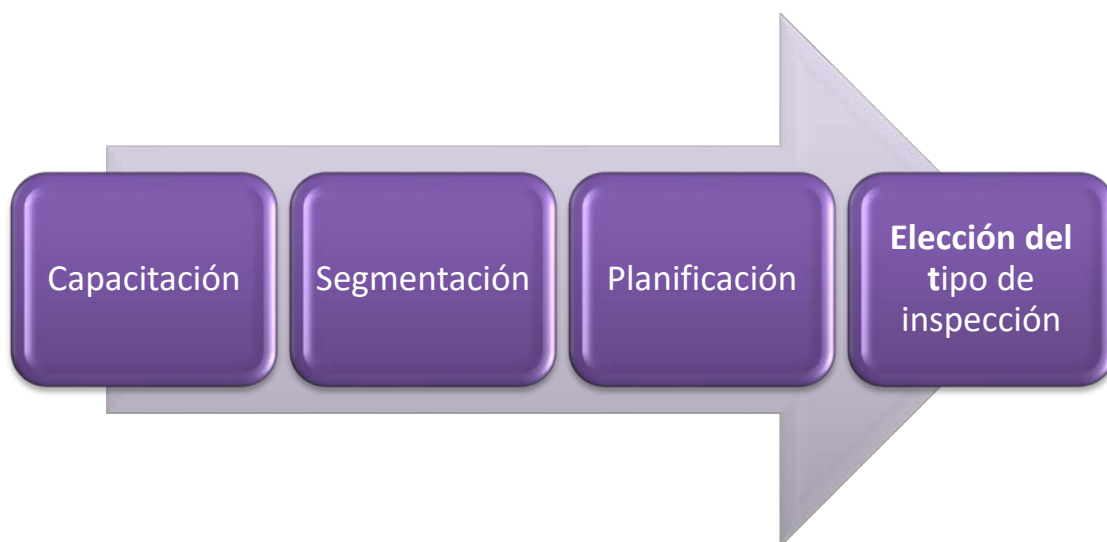 Capacitación
Segmentación
Planificación
Elección del
tipo de
inspección